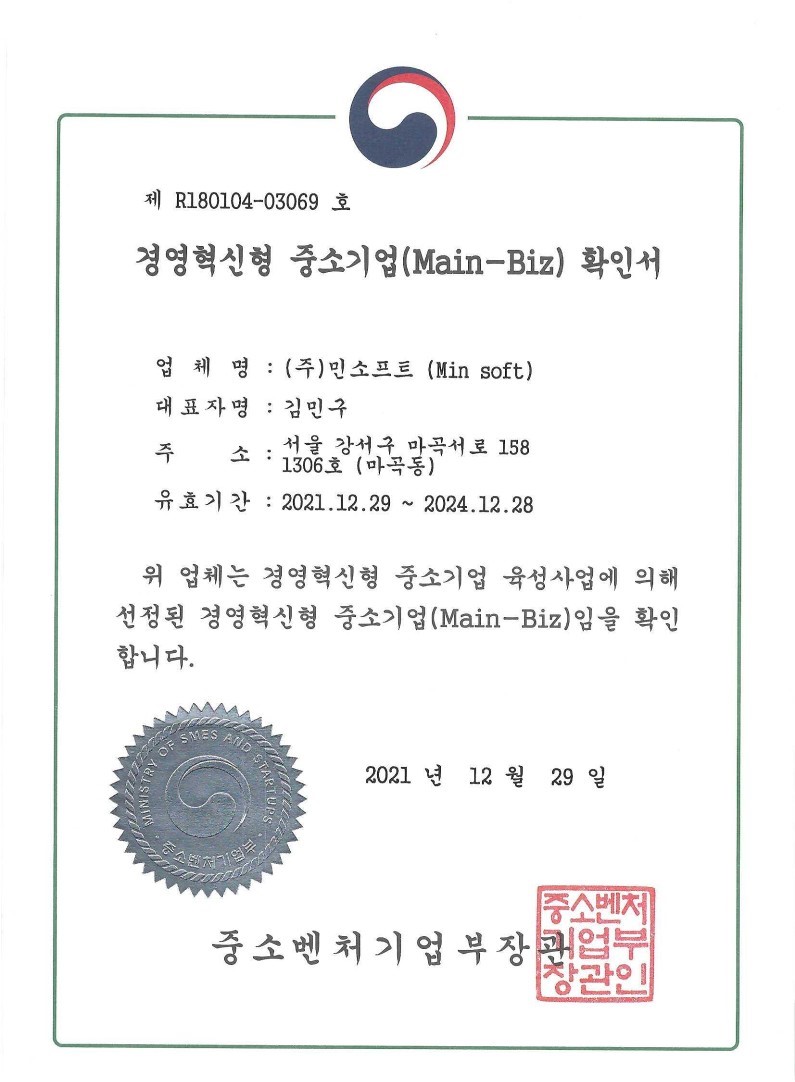 제 R180104-03069 호
경영혁신형 중소기업(Main-Biz) 확인서
업 체 명 : (주)민소프트 (Min soft)
대표자명 : 김민구
주 소 : 서울 강서구 마곡서로 158
1306호 (마곡동)
유효기간 : 2021.12.29 ~ 2024.12.28
위 업체는 경영혁신형 중소기업 육성사업에 의해
선정된 경영혁신형 중소기업(Main-Biz)임을 확인
합니다.
2021 년 12 월 29 일
MINISTRY OF SMES AND STARTUPS
· 중소벤처기업부 ·
중소벤처기업부장관
중소벤처
기업부
장관인